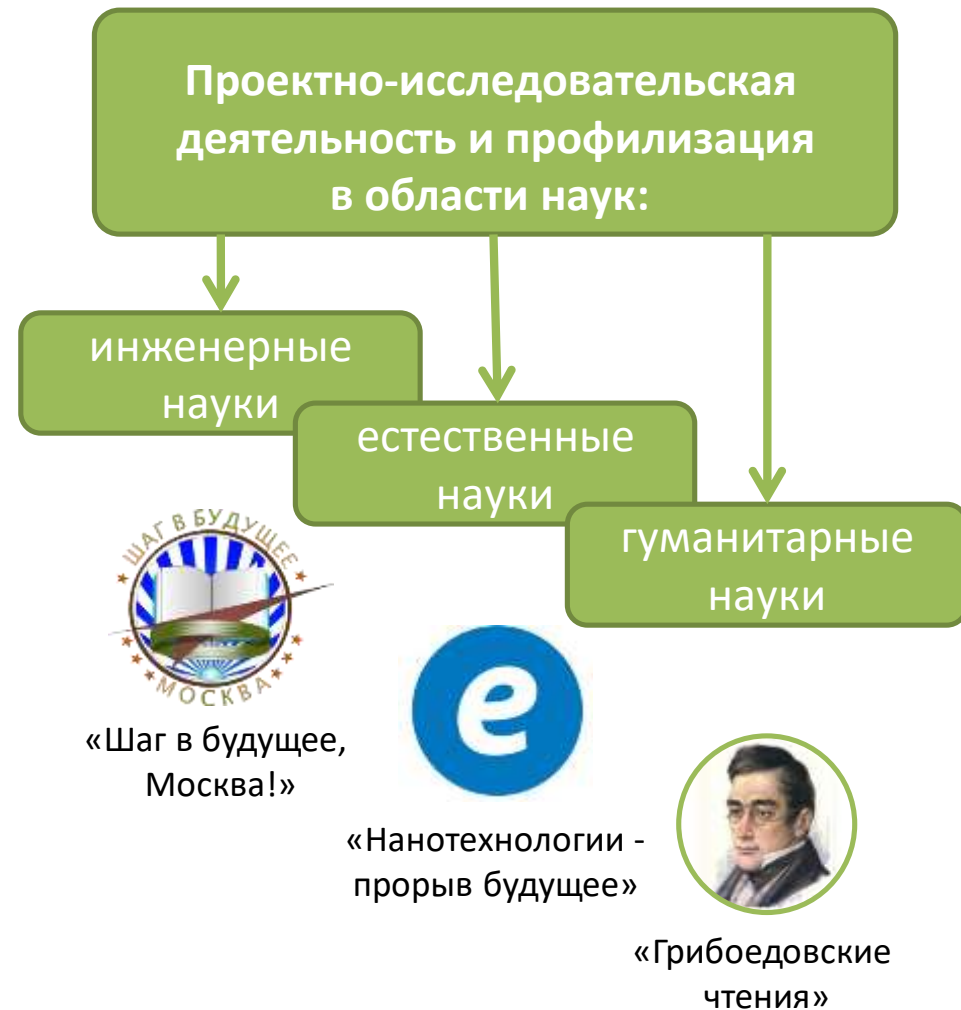 Проектно-исследовательская
деятельность и профилизация
в области наук:
инженерные
науки
естественные
науки
гуманитарные
науки
ШАГ В БУДУЩЕЕ
МОСКВА
«Шаг в будущее,
Москва!»
e
«Нанотехнологии -
прорыв будущее»
«Грибоедовские
чтения»